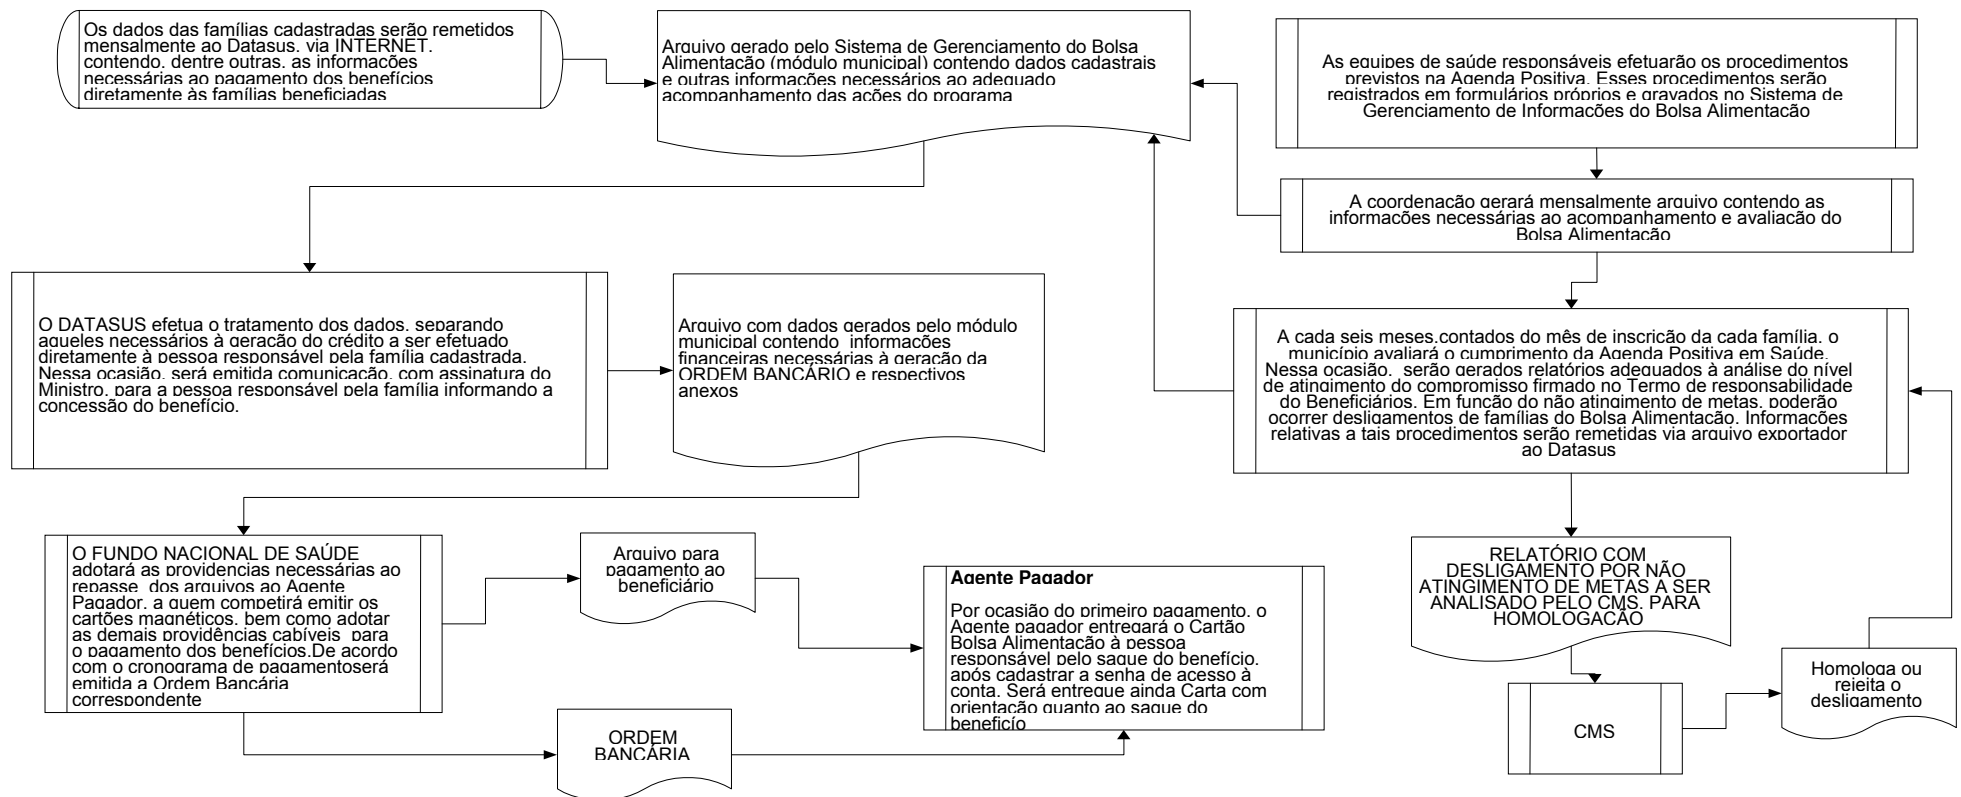 Os dados das famílias cadastradas serão remetidos
mensalmente ao Datasus, via INTERNET,
contendo, dentre outras, as informações
necessárias ao pagamento dos benefícios
diretamente às famílias beneficiadas
Arquivo gerado pelo Sistema de Gerenciamento do Bolsa
Alimentação (módulo municipal) contendo dados cadastrais
e outras informações necessários ao adequado
acompanhamento das ações do programa
As equipes de saúde responsáveis efetuarão os procedimentos
previstos na Agenda Positiva. Esses procedimentos serão
registrados em formulários próprios e gravados no Sistema de
Gerenciamento de Informações do Bolsa Alimentação
A coordenação gerará mensalmente arquivo contendo as
informações necessárias ao acompanhamento e avaliação do
Bolsa Alimentação
O DATASUS efetua o tratamento dos dados, separando
aqueles necessários à geração do crédito a ser efetuado
diretamente à pessoa responsável pela família cadastrada.
Nessa ocasião, será emitida comunicação, com assinatura do
Ministro, para a pessoa responsável pela família informando a
concessão do benefício.
Arquivo com dados gerados pelo módulo
municipal contendo informações
financeiras necessárias à geração da
ORDEM BANCÁRIO e respectivos
anexos
A cada seis meses,contados do mês de inscrição da cada família, o
município avaliará o cumprimento da Agenda Positiva em Saúde.
Nessa ocasião, serão gerados relatórios adequados à análise do nível
de atingimento do compromisso firmado no Termo de responsabilidade
do Beneficiários. Em função do não atingimento de metas, poderão
ocorrer desligamentos de famílias do Bolsa Alimentação. Informações
relativas a tais procedimentos serão remetidas via arquivo exportador
ao Datasus
O FUNDO NACIONAL DE SAÚDE
adotará as providencias necessárias ao
repasse dos arquivos ao Agente
Pagador, a quem competirá emitir os
cartões magnéticos, bem como adotar
as demais providências cabíveis para
o pagamento dos benefícios.De acordo
com o cronograma de pagamentoserá
emitida a Ordem Bancária
correspondente
Arquivo para
pagamento ao
beneficiário
Agente Pagador
Por ocasião do primeiro pagamento, o
Agente pagador entregará o Cartão
Bolsa Alimentação à pessoa
responsável pelo saque do benefício,
após cadastrar a senha de acesso à
conta. Será entregue ainda Carta com
orientação quanto ao saque do
benefício
ORDEM
BANCÁRIA
RELATÓRIO COM
DESLIGAMENTO POR NÃO
ATINGIMENTO DE METAS A SER
ANALISADO PELO CMS, PARA
HOMOLOGAÇÃO
CMS
Homologa ou
rejeita o
desligamento